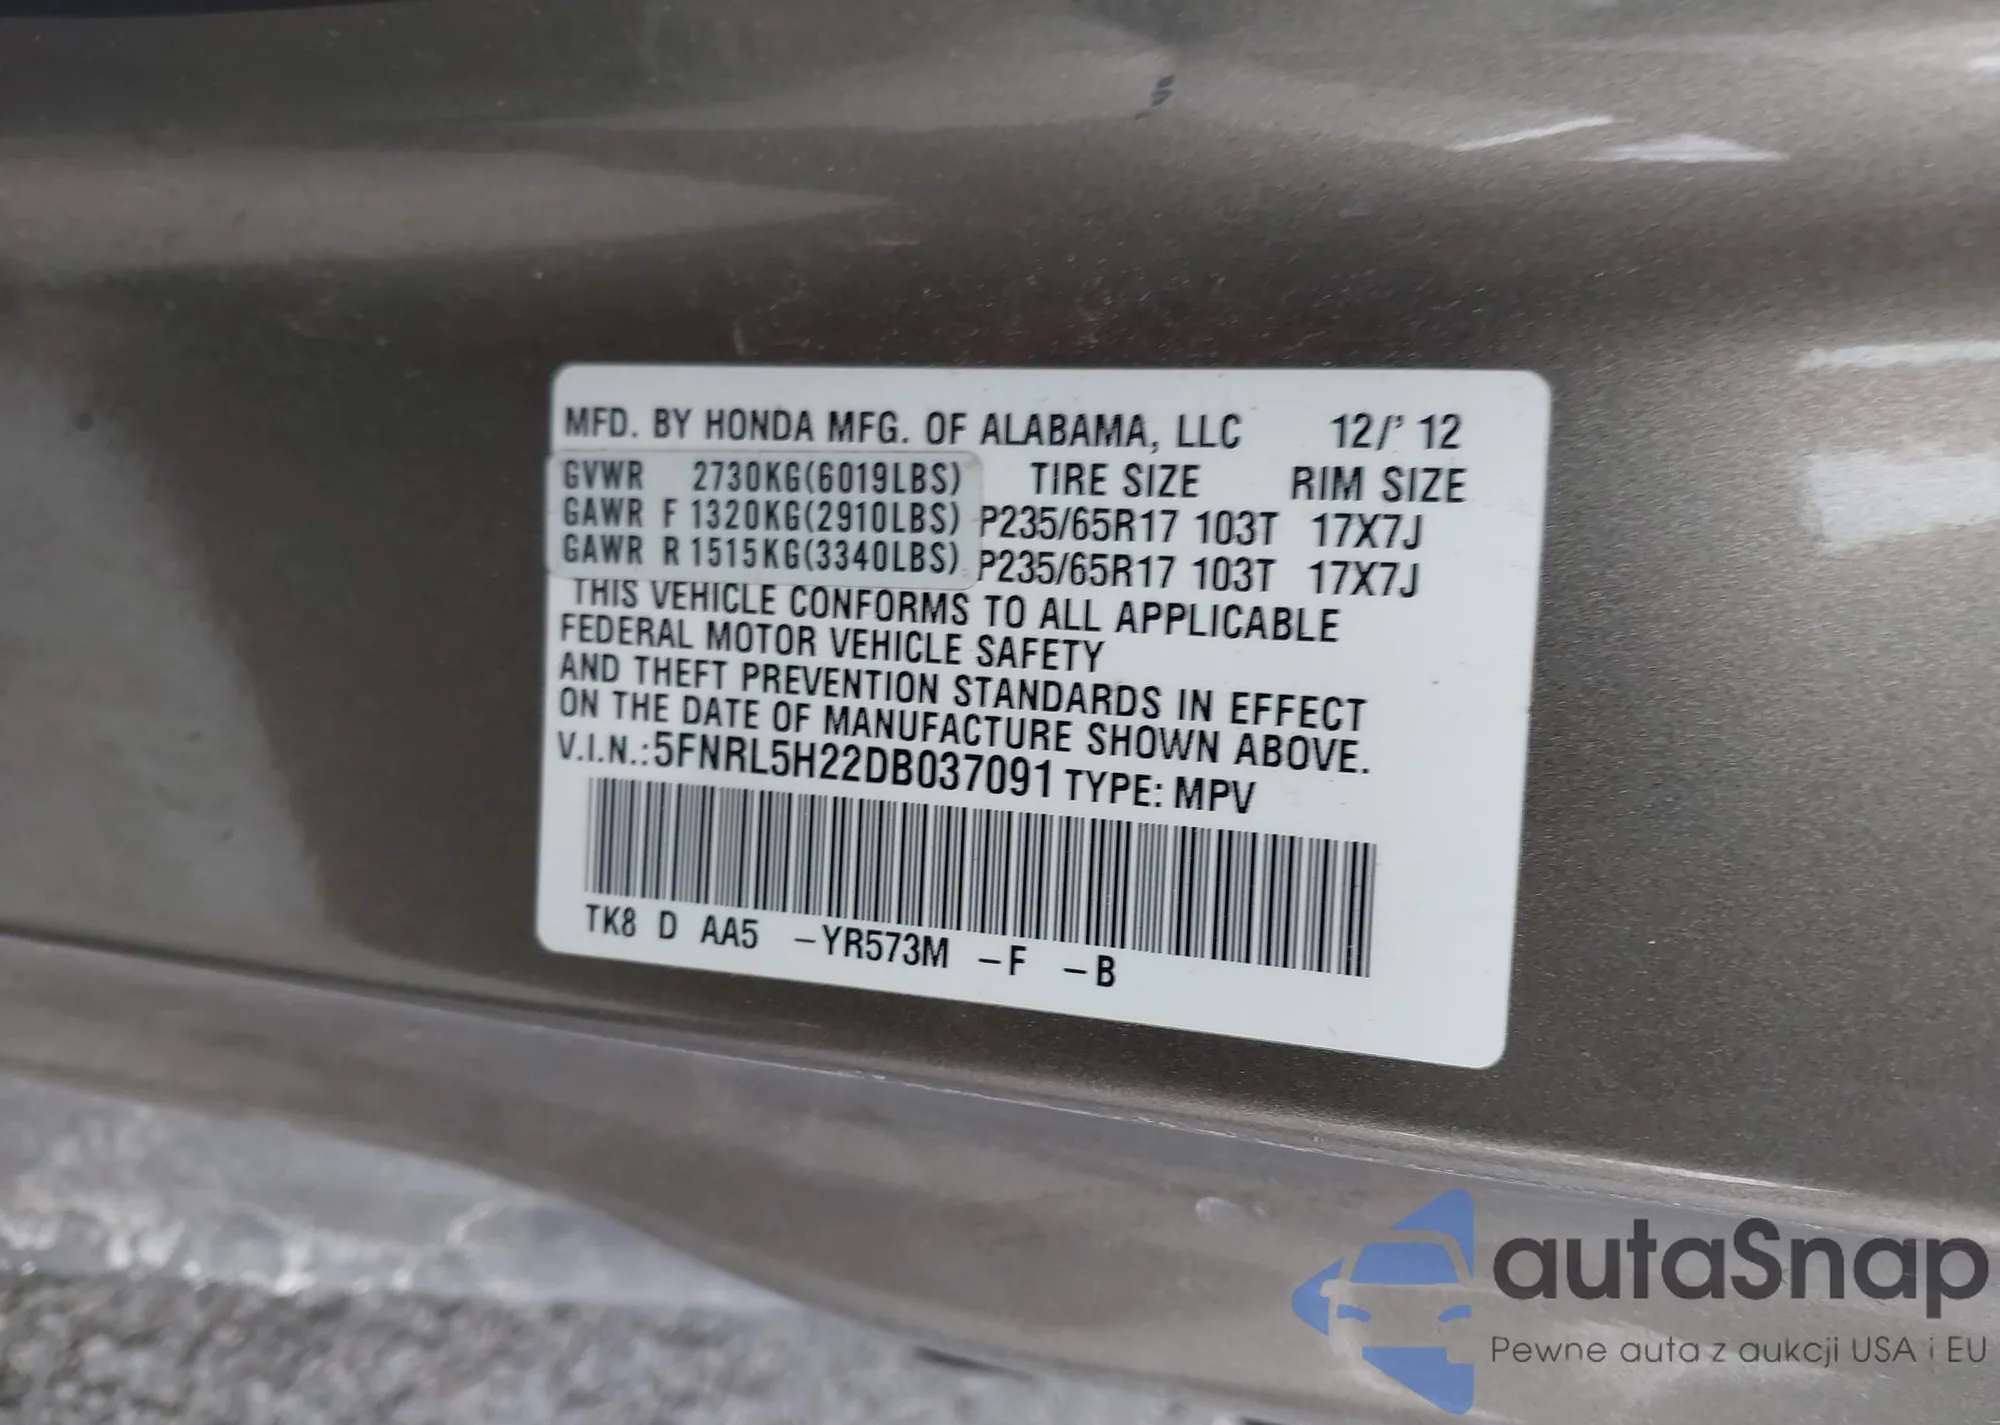 MFD. BY HONDA MFG. OF ALABAMA, LLC 12/' 12
GVWR 2730KG(6019LBS) TIRE SIZE RIM SIZE
GAWR F 1320KG(2910LBS) P235/65R17 103T 17X7J
GAWR R 1515KG(3340LBS) P235/65R17 103T 17X7J
THIS VEHICLE CONFORMS TO ALL APPLICABLE
FEDERAL MOTOR VEHICLE SAFETY
AND THEFT PREVENTION STANDARDS IN EFFECT
ON THE DATE OF MANUFACTURE SHOWN ABOVE.
V.I.N.:5FNRL5H22DB037091 TYPE: MPV
TK8 D AA5 -YR573M -F -B
autaSnap
Pewne auta z aukcji USA i EU